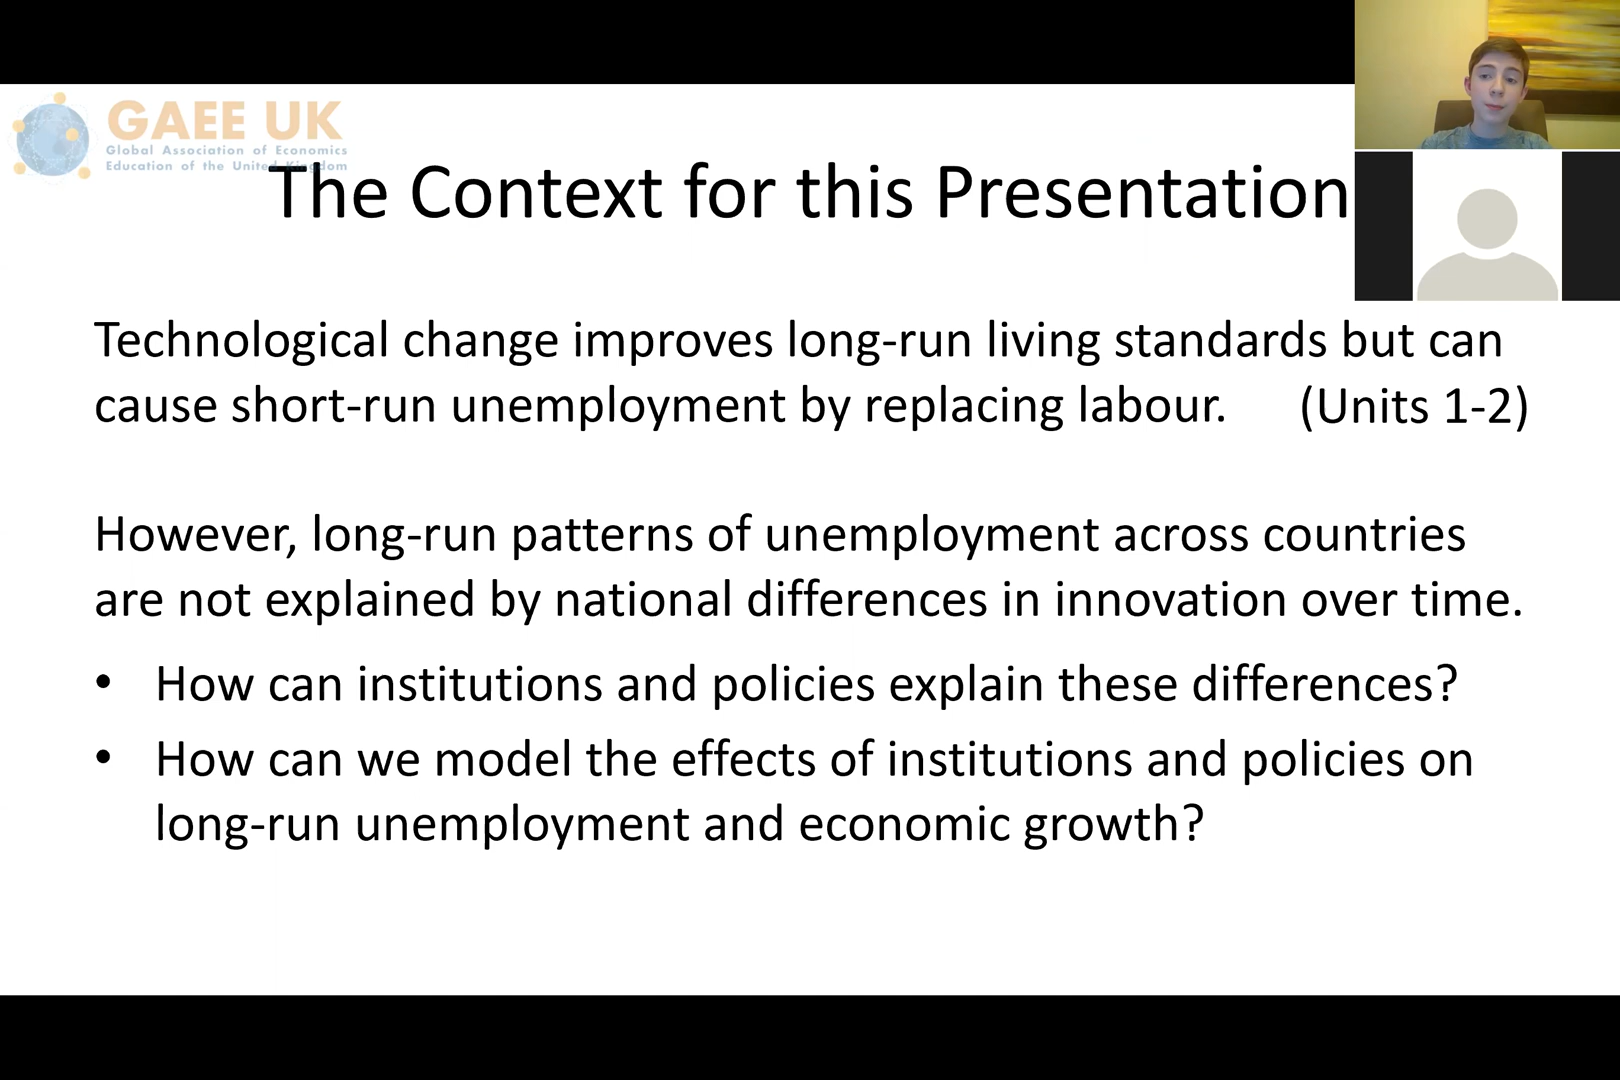 GAEE UK
Global Association of Economics
Education of the United Kingdom
The Context for this Presentation
Technological change improves long-run living standards but can
cause short-run unemployment by replacing labour. (Units 1-2)
However, long-run patterns of unemployment across countries
are not explained by national differences in innovation over time.
• How can institutions and policies explain these differences?
• How can we model the effects of institutions and policies on
long-run unemployment and economic growth?